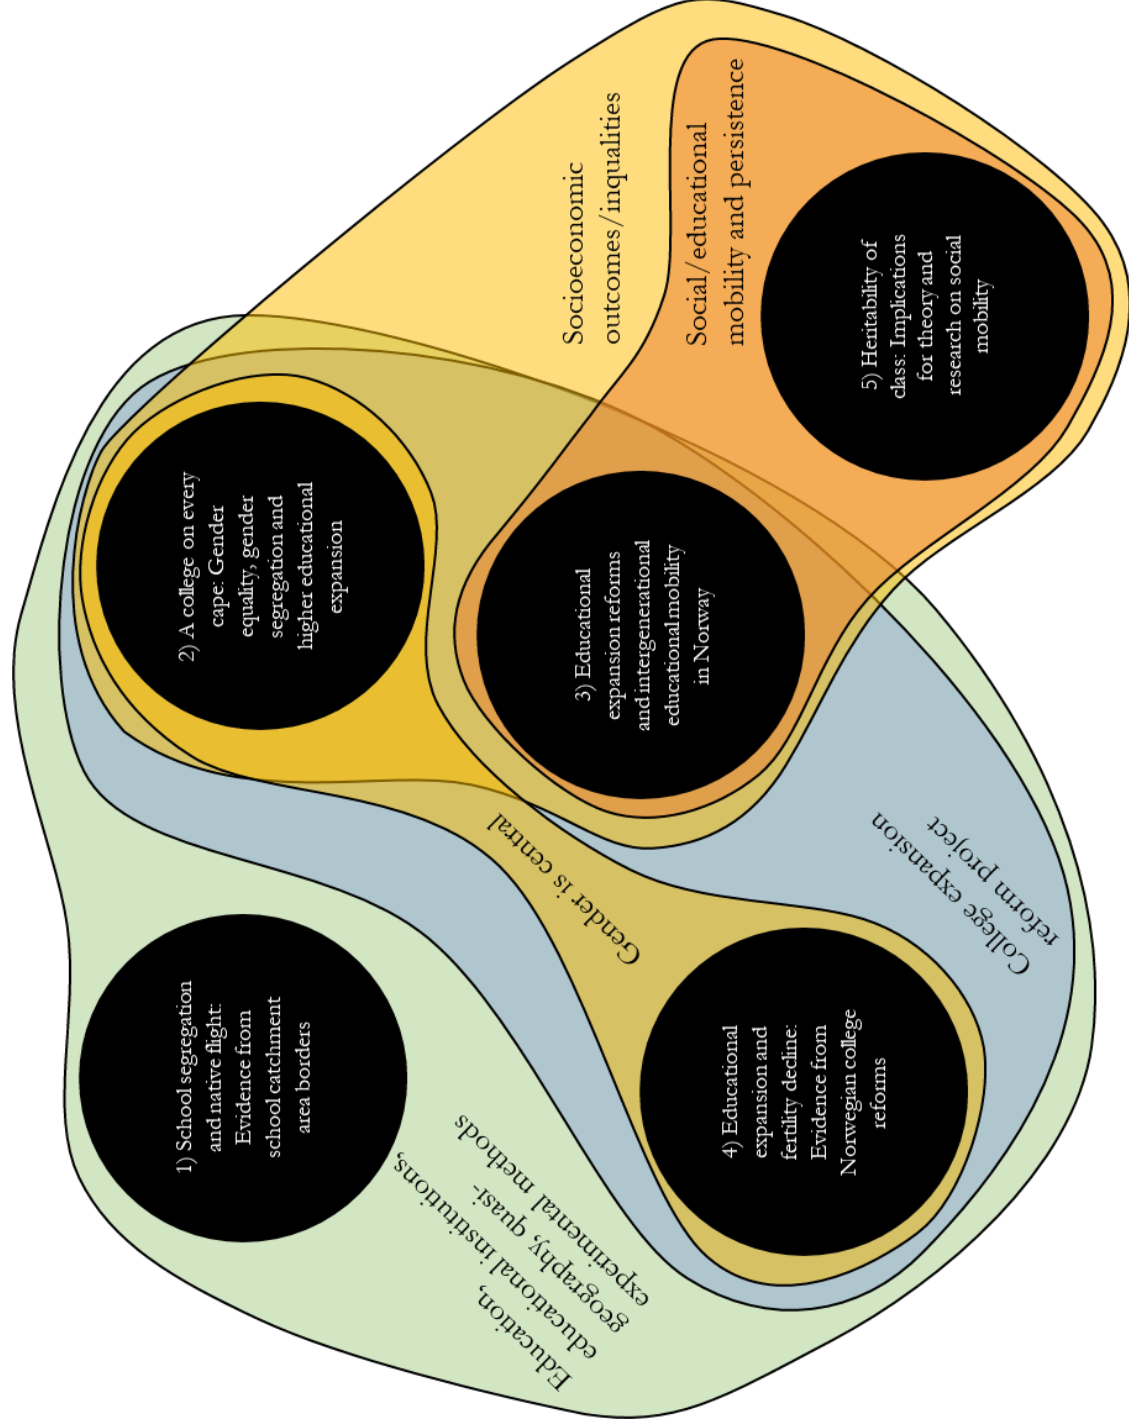 1) School segregation
and native flight:
Evidence from
school catchment
area borders
2) A college on every
cape: Gender
equality, gender
segregation and
higher educational
expansion
3) Educational
expansion reforms
and intergenerational
educational mobility
in Norway
4) Educational
expansion and
fertility decline:
Evidence from
Norwegian college
reforms
5) Heritability of
class: Implications
for theory and
research on social
mobility
Socioeconomic
outcomes/inqualities
Social/educational
mobility and persistence
Gender is central
College expansion
reform project
Education,
educational institutions,
geography, quasi-
experimental methods